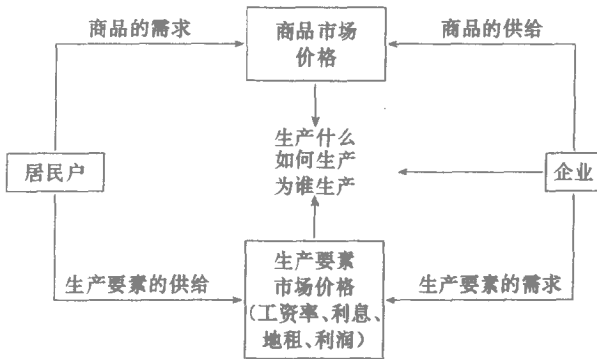 商品的需求
商品市场
价格
商品的供给
生产什么
如何生产
为谁生产
居民户
企业
生产要素的供给
生产要素
市场价格
(工资率、利息、
地租、利润)
生产要素的需求